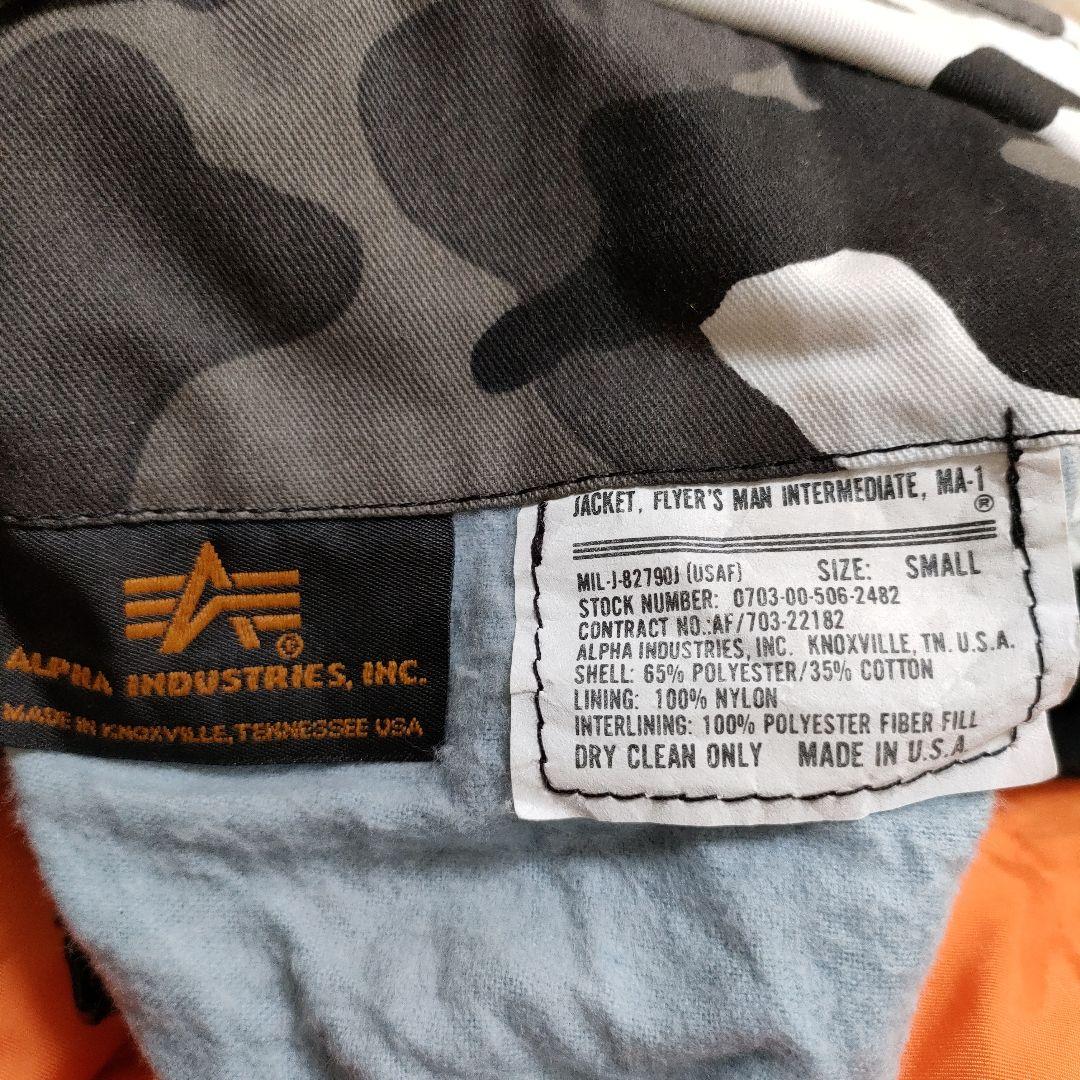 ALPHA INDUSTRIES, INC.
MADE IN KNOXVILLE, TENNESSEE USA
JACKET, FLYER'S MAN INTERMEDIATE, MA-1
®
MIL-J-82790J (USAF) SIZE: SMALL
STOCK NUMBER: 0703-00-506-2482
CONTRACT NO.:AF/703-22182
ALPHA INDUSTRIES, INC. KNOXVILLE, TN. U.S.A.
SHELL: 65% POLYESTER/35% COTTON
LINING: 100% NYLON
INTERLINING: 100% POLYESTER FIBER FILL
DRY CLEAN ONLY MADE IN U.S.A.